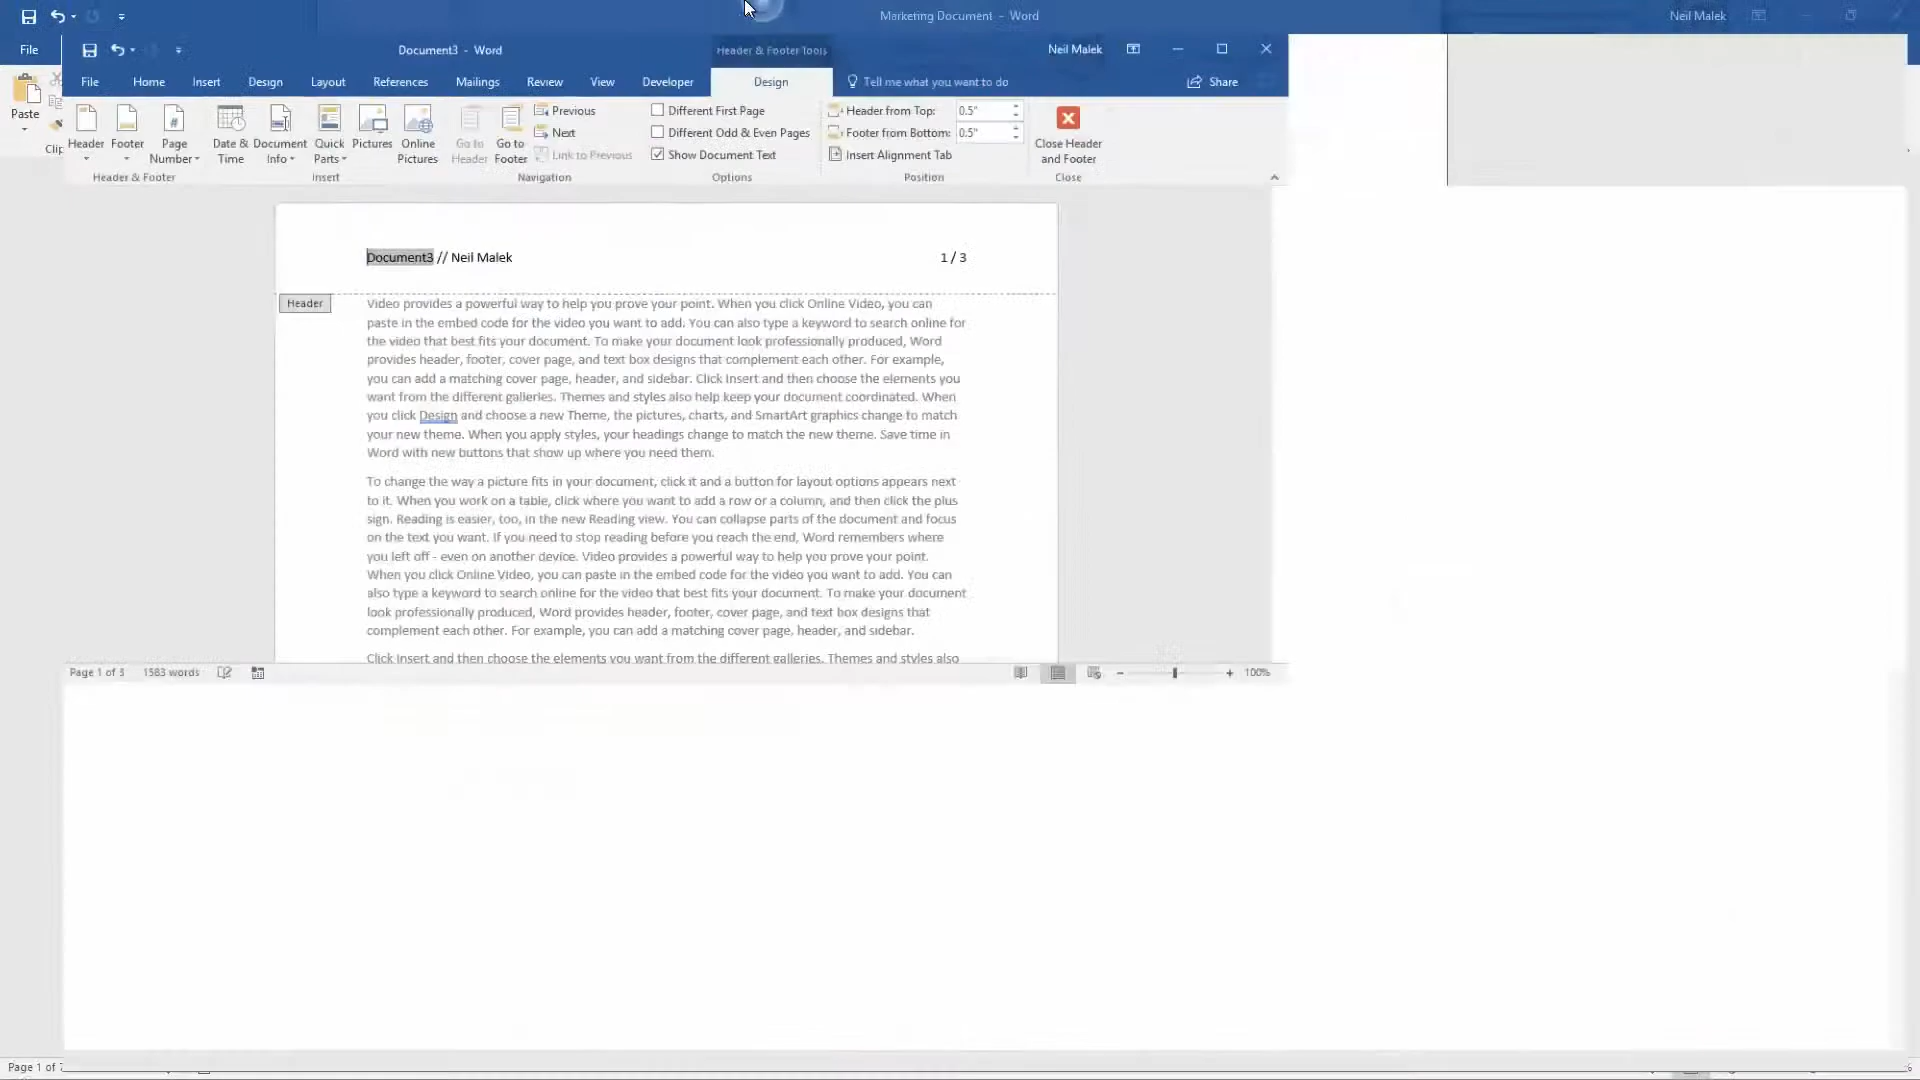 Marketing Document - Word
Neil Malek
File
Document3 - Word
Header & Footer Tools
Neil Malek
File Home Insert Design Layout References Mailings Review View Developer Design Tell me what you want to do Share
Paste
Clip
Header
Footer
Page Number
Header & Footer
Date & Time
Document Info
Quick Parts
Pictures
Online Pictures
Insert
Go to Header
Go to Footer
Previous
Next
Link to Previous
Navigation
Different First Page
Different Odd & Even Pages
Show Document Text
Options
Header from Top: 0.5"
Footer from Bottom: 0.5"
Insert Alignment Tab
Position
Close Header and Footer
Close
Document3 // Neil Malek 1 / 3
Header
Video provides a powerful way to help you prove your point. When you click Online Video, you can
paste in the embed code for the video you want to add. You can also type a keyword to search online for
the video that best fits your document. To make your document look professionally produced, Word
provides header, footer, cover page, and text box designs that complement each other. For example,
you can add a matching cover page, header, and sidebar. Click Insert and then choose the elements you
want from the different galleries. Themes and styles also help keep your document coordinated. When
you click Design and choose a new Theme, the pictures, charts, and SmartArt graphics change to match
your new theme. When you apply styles, your headings change to match the new theme. Save time in
Word with new buttons that show up where you need them.
To change the way a picture fits in your document, click it and a button for layout options appears next
to it. When you work on a table, click where you want to add a row or a column, and then click the plus
sign. Reading is easier, too, in the new Reading view. You can collapse parts of the document and focus
on the text you want. If you need to stop reading before you reach the end, Word remembers where
you left off - even on another device. Video provides a powerful way to help you prove your point.
When you click Online Video, you can paste in the embed code for the video you want to add. You can
also type a keyword to search online for the video that best fits your document. To make your document
look professionally produced, Word provides header, footer, cover page, and text box designs that
complement each other. For example, you can add a matching cover page, header, and sidebar.
Click Insert and then choose the elements you want from the different galleries. Themes and styles also
Page 1 of 3 1583 words 100%
Page 1 of 7